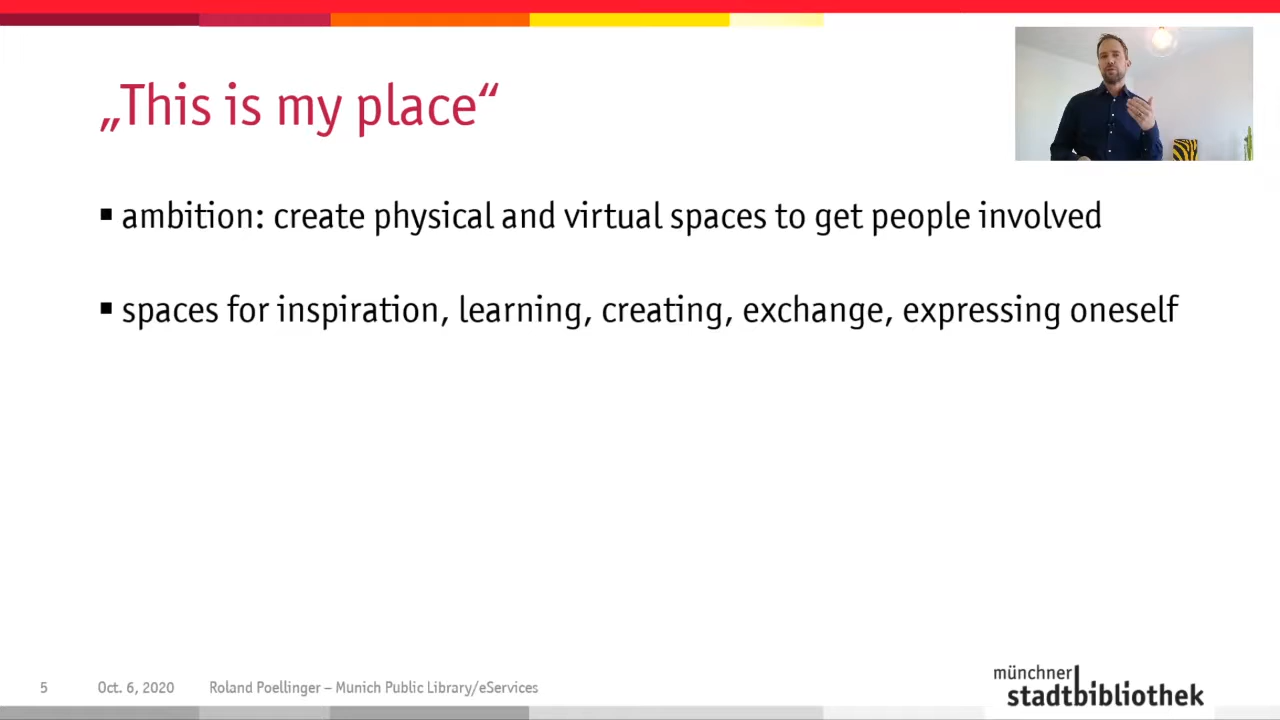 „This is my place“
▪ ambition: create physical and virtual spaces to get people involved
▪ spaces for inspiration, learning, creating, exchange, expressing oneself
5 Oct. 6, 2020 Roland Poellinger – Munich Public Library/eServices
münchner
stadtbibliothek